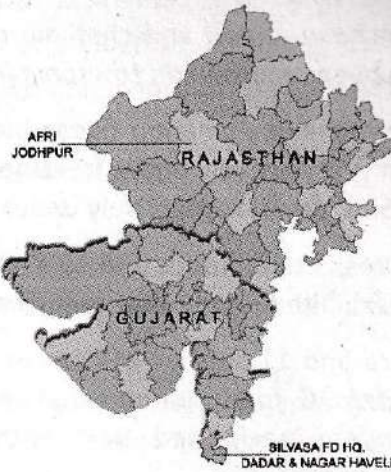 AFRI
JODHPUR
RAJASTHAN
GUJARAT
SILVASA FD HQ.
DADAR & NAGAR HAVELI